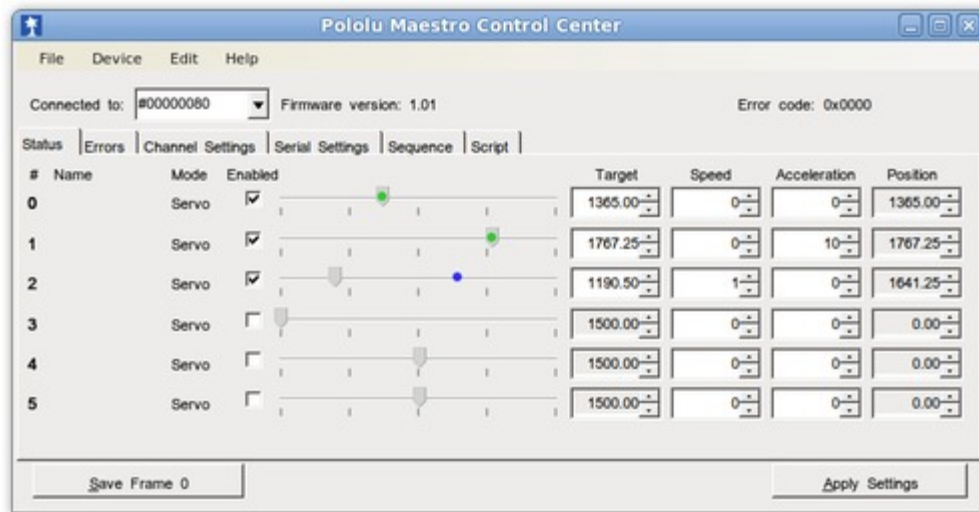 Pololu Maestro Control Center
File Device Edit Help
Connected to: #00000080 Firmware version: 1.01 Error code: 0x0000
Status Errors Channel Settings Serial Settings Sequence Script
# Name Mode Enabled Target Speed Acceleration Position
0 Servo 1365.00 0 0 1365.00
1 Servo 1767.25 0 10 1767.25
2 Servo 1190.50 1 0 1641.25
3 Servo 1500.00 0 0 0.00
4 Servo 1500.00 0 0 0.00
5 Servo 1500.00 0 0 0.00
Save Frame 0 Apply Settings